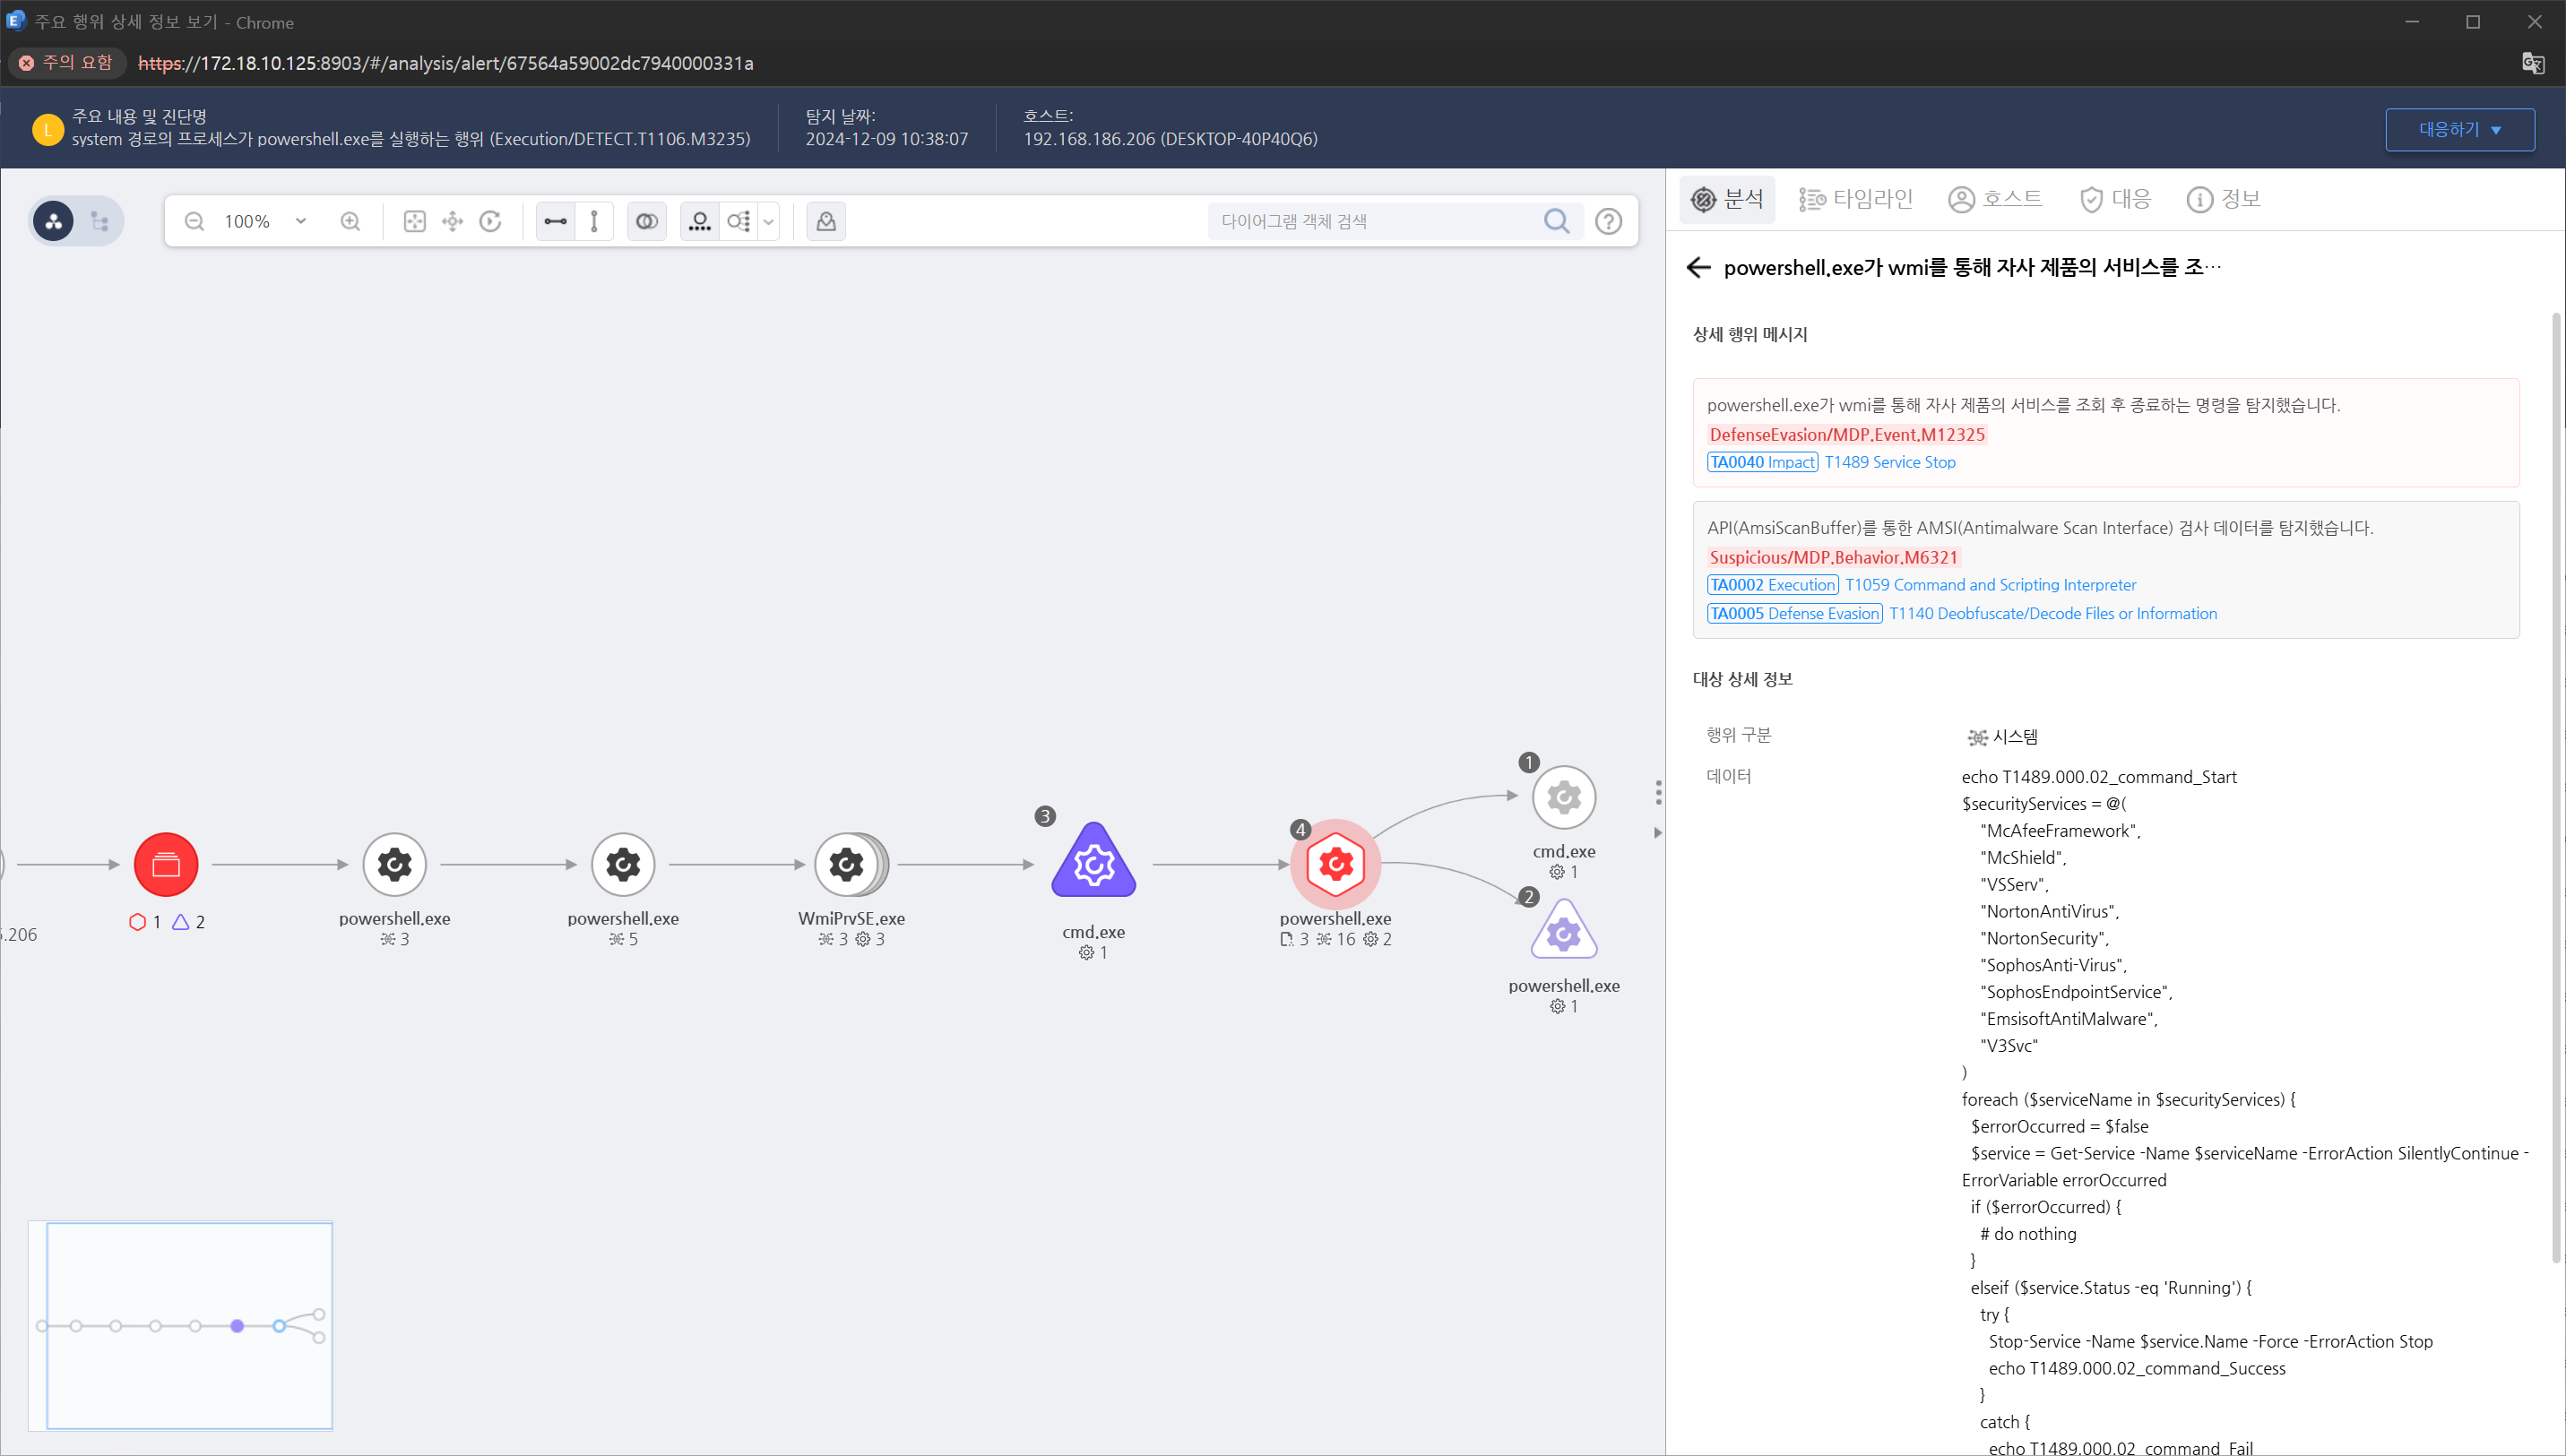 주요 행위 상세 정보 보기 - Chrome
주의 요함 https://172.18.10.125:8903/#/analysis/alert/67564a59002dc7940000331a
L
주요 내용 및 진단명
system 경로의 프로세스가 powershell.exe를 실행하는 행위 (Execution/DETECT.T1106.M3235)
탐지 날짜:
2024-12-09 10:38:07
호스트:
192.168.186.206 (DESKTOP-40P40Q6)
대응하기
100%
다이어그램 객체 검색
분석 타임라인 호스트 대응 정보
powershell.exe가 wmi를 통해 자사 제품의 서비스를 조…
상세 행위 메시지
powershell.exe가 wmi를 통해 자사 제품의 서비스를 조회 후 종료하는 명령을 탐지했습니다.
DefenseEvasion/MDP.Event.M12325
TA0040 Impact T1489 Service Stop
API(AmsiScanBuffer)를 통한 AMSI(Antimalware Scan Interface) 검사 데이터를 탐지했습니다.
Suspicious/MDP.Behavior.M6321
TA0002 Execution T1059 Command and Scripting Interpreter
TA0005 Defense Evasion T1140 Deobfuscate/Decode Files or Information
대상 상세 정보
행위 구분
시스템
데이터
echo T1489.000.02_command_Start
$securityServices = @(
"McAfeeFramework",
"McShield",
"VSServ",
"NortonAntiVirus",
"NortonSecurity",
"SophosAnti-Virus",
"SophosEndpointService",
"EmsisoftAntiMalware",
"V3Svc"
)
foreach ($serviceName in $securityServices) {
$errorOccurred = $false
$service = Get-Service -Name $serviceName -ErrorAction SilentlyContinue -
ErrorVariable errorOccurred
if ($errorOccurred) {
# do nothing
}
elseif ($service.Status -eq 'Running') {
try {
Stop-Service -Name $service.Name -Force -ErrorAction Stop
echo T1489.000.02_command_Success
}
catch {
echo T1489.000.02_command_Fail
.206
1 2
powershell.exe
3
powershell.exe
5
WmiPrvSE.exe
3 3
3
cmd.exe
1
4
powershell.exe
3 16 2
1
cmd.exe
1
2
powershell.exe
1